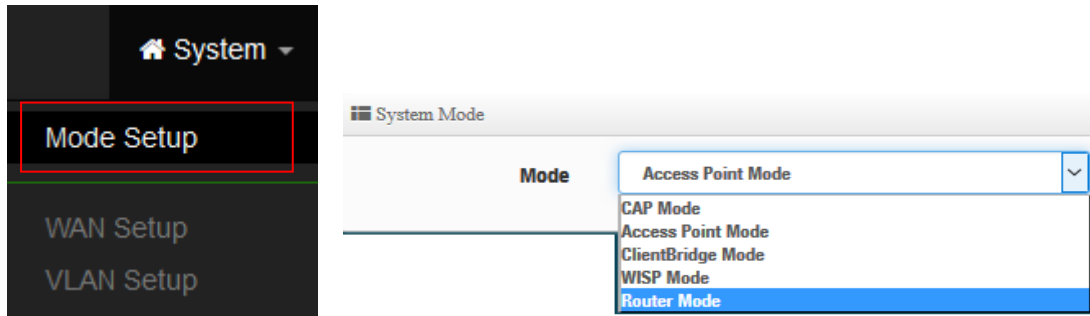 System
Mode Setup
WAN Setup
VLAN Setup
System Mode
Mode
Access Point Mode
CAP Mode
Access Point Mode
ClientBridge Mode
WISP Mode
Router Mode